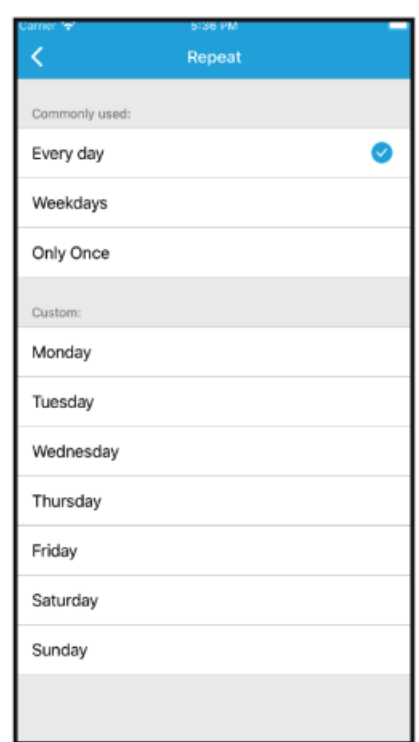 Carrier 5:36 PM
Repeat
Commonly used:
Every day
Weekdays
Only Once
Custom:
Monday
Tuesday
Wednesday
Thursday
Friday
Saturday
Sunday